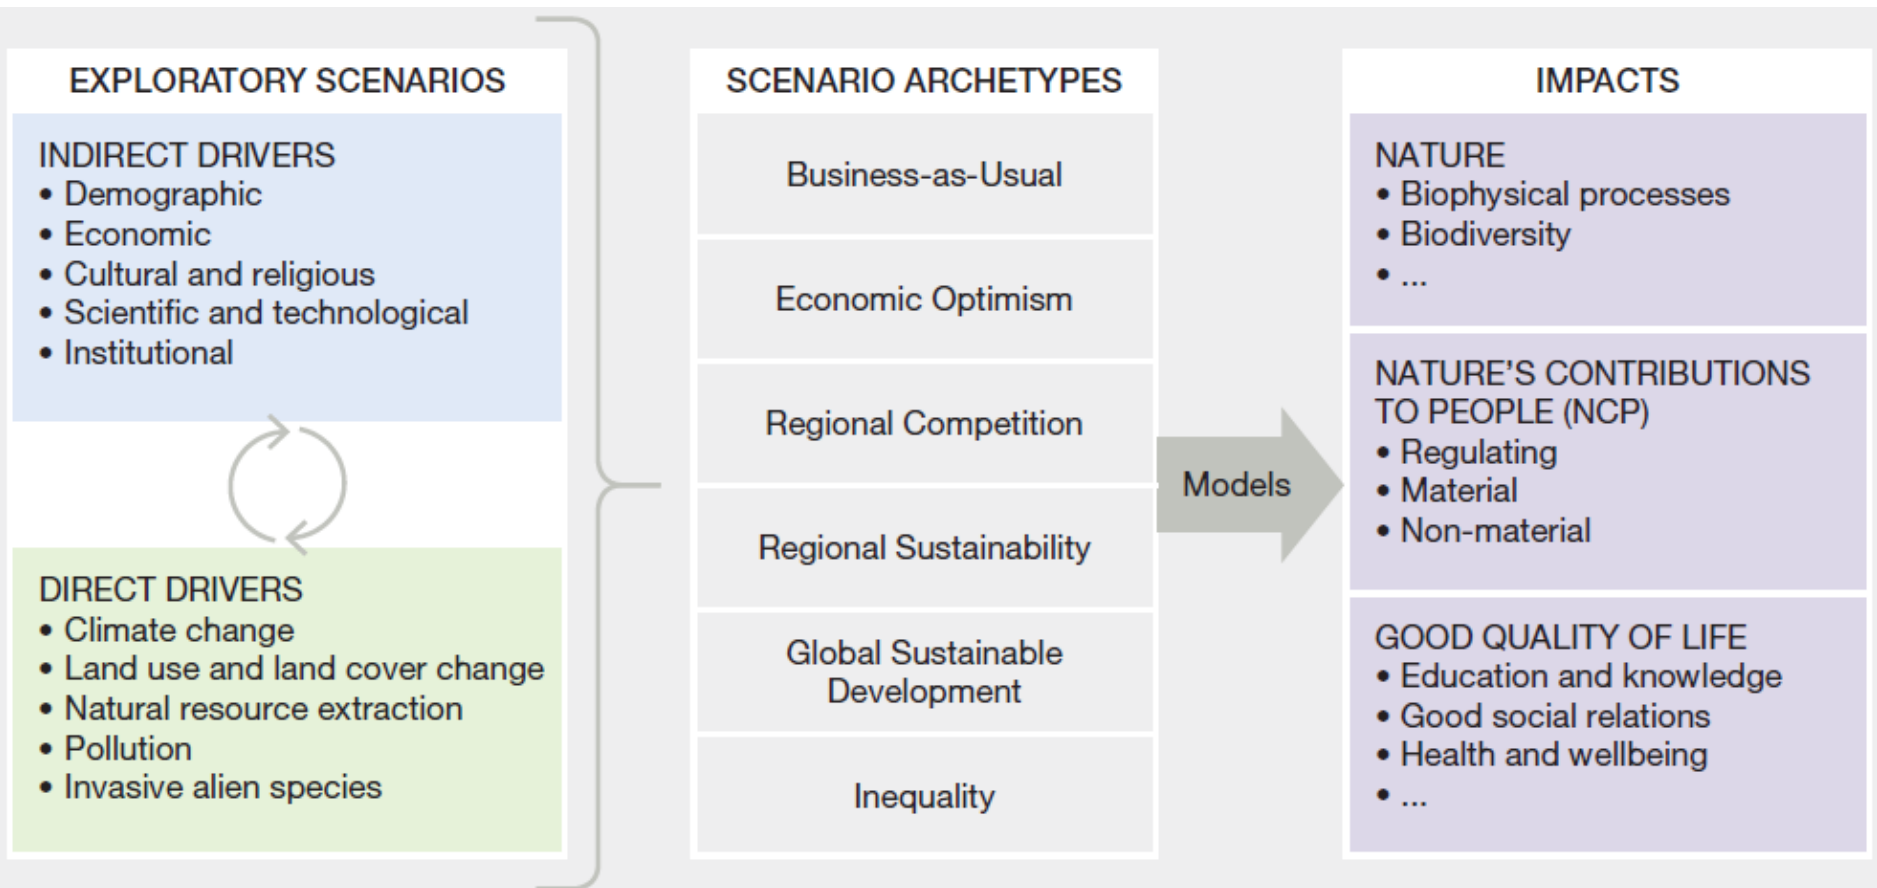 EXPLORATORY SCENARIOS
INDIRECT DRIVERS
• Demographic
• Economic
• Cultural and religious
• Scientific and technological
• Institutional
DIRECT DRIVERS
• Climate change
• Land use and land cover change
• Natural resource extraction
• Pollution
• Invasive alien species
SCENARIO ARCHETYPES
Business-as-Usual
Economic Optimism
Regional Competition
Regional Sustainability
Global Sustainable
Development
Inequality
Models
IMPACTS
NATURE
• Biophysical processes
• Biodiversity
• ...
NATURE’S CONTRIBUTIONS
TO PEOPLE (NCP)
• Regulating
• Material
• Non-material
GOOD QUALITY OF LIFE
• Education and knowledge
• Good social relations
• Health and wellbeing
• ...